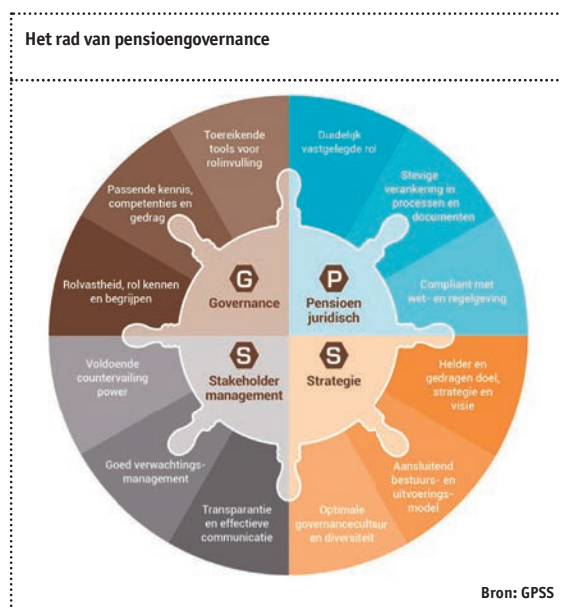 Het rad van pensioengovernance
Toereikende
tools voor
rolinvulling
Duidelijk
vastgelegde rol
Passende kennis,
competenties en
gedrag
Stevige
verankering in
processen en
documenten
Rolvastheid, rol kennen
en begrijpen
G
Governance
P
Pensioen
juridisch
Compliant met
wet- en regelgeving
Voldoende
countervailing
power
S
Stakeholder
management
S
Strategie
Helder en
gedragen doel,
strategie en
visie
Goed verwachtings-
management
Aansluitend
bestuurs- en
uitvoerings-
model
Transparantie
en effectieve
communicatie
Optimale
governancecultuur
en diversiteit
Bron: GPSS